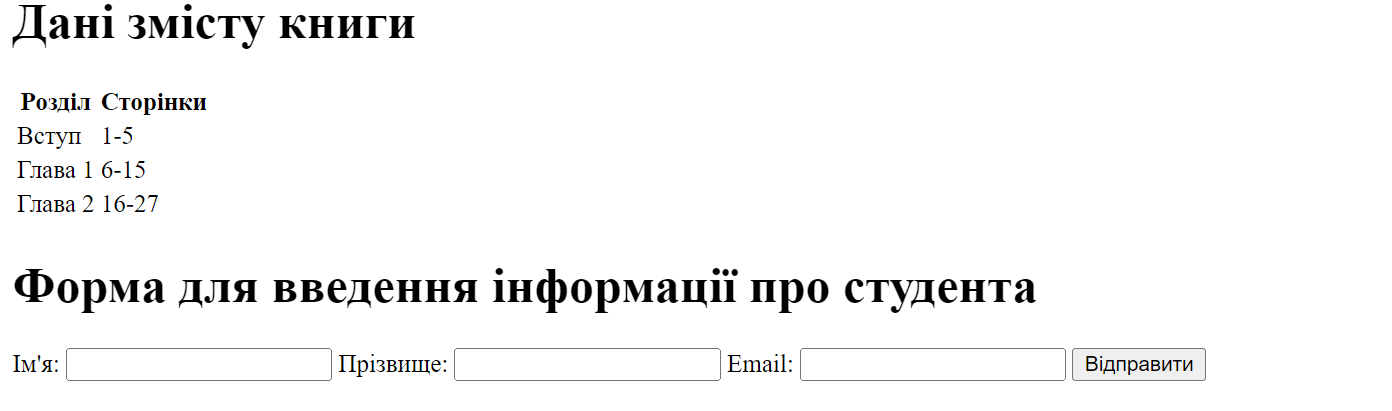 Дані змісту книги
Розділ Сторінки
Вступ 1-5
Глава 1 6-15
Глава 2 16-27
Форма для введення інформації про студента
Ім'я: Прізвище: Email: Відправити